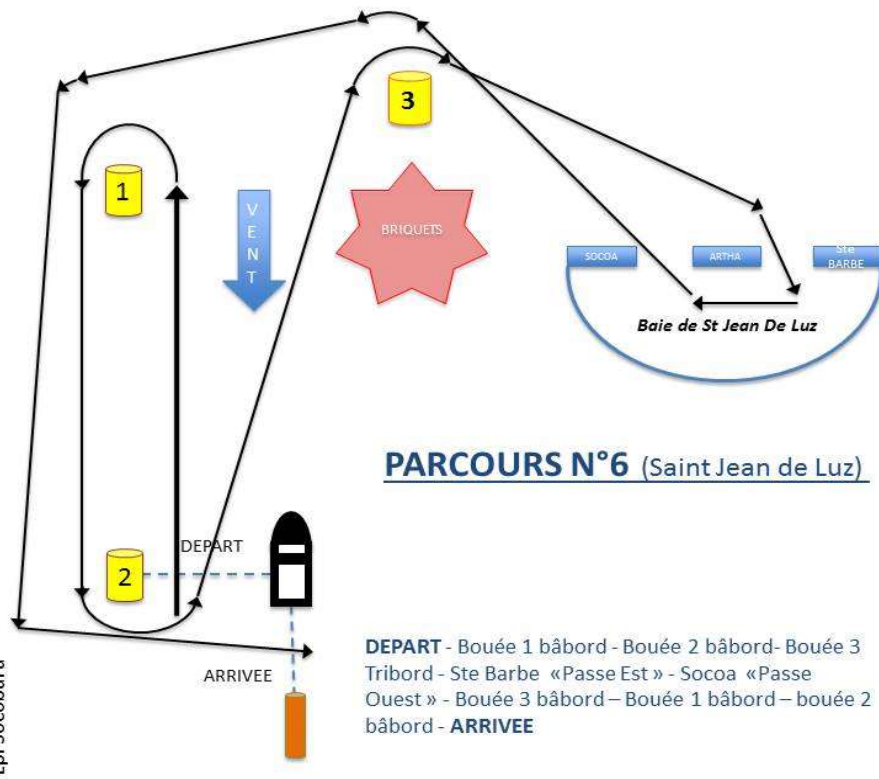 3
1
VENT
BRIQUETS
SOCOA
ARTHA
Ste
BARBE
Baie de St Jean De Luz
PARCOURS N°6 (Saint Jean de Luz)
DEPART
2
ARRIVEE
DEPART - Bouée 1 bâbord - Bouée 2 bâbord- Bouée 3
Tribord - Ste Barbe «Passe Est » - Socoa «Passe
Ouest » - Bouée 3 bâbord – Bouée 1 bâbord – bouée 2
bâbord - ARRIVEE